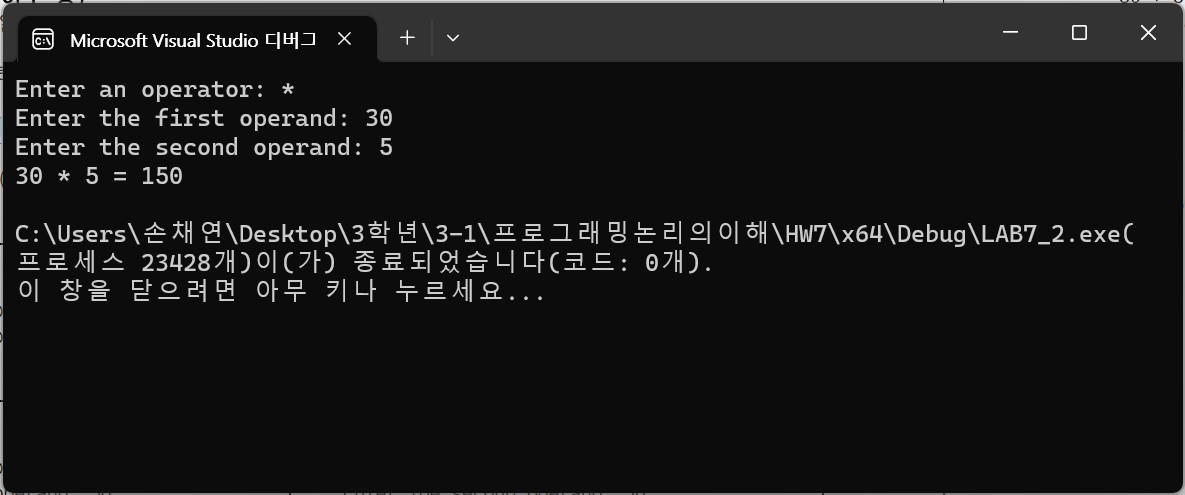 Microsoft Visual Studio 디버그
Enter an operator: *
Enter the first operand: 30
Enter the second operand: 5
30 * 5 = 150
C:\Users\손채연\Desktop\3학년\3-1\프로그래밍논리의이해\HW7\x64\Debug\LAB7_2.exe(
프로세스 23428개)이(가) 종료되었습니다(코드: 0개).
이 창을 닫으려면 아무 키나 누르세요...